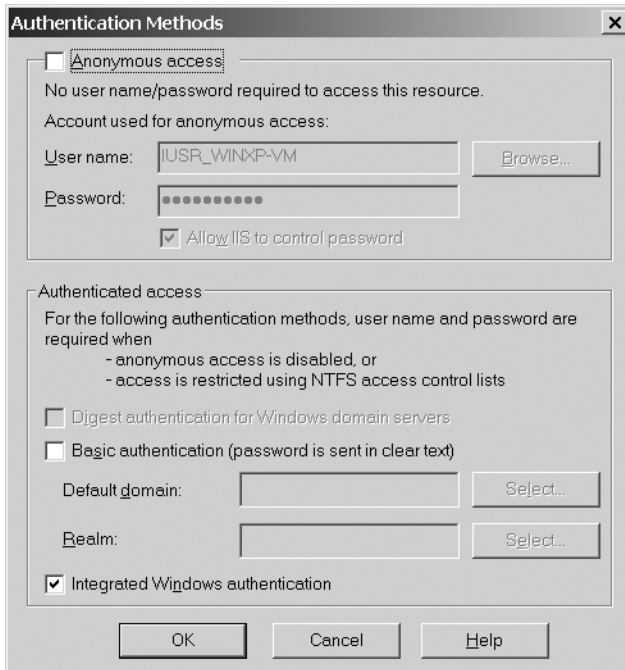 Authentication Methods
Anonymous access
No user name/password required to access this resource.
Account used for anonymous access:
User name: IUSR_WINXP-VM Browse...
Password: ●●●●●●●●●●
Allow IIS to control password
Authenticated access
For the following authentication methods, user name and password are
required when
- anonymous access is disabled, or
- access is restricted using NTFS access control lists
Digest authentication for Windows domain servers
Basic authentication (password is sent in clear text)
Default domain: Select...
Realm: Select...
Integrated Windows authentication
OK Cancel Help